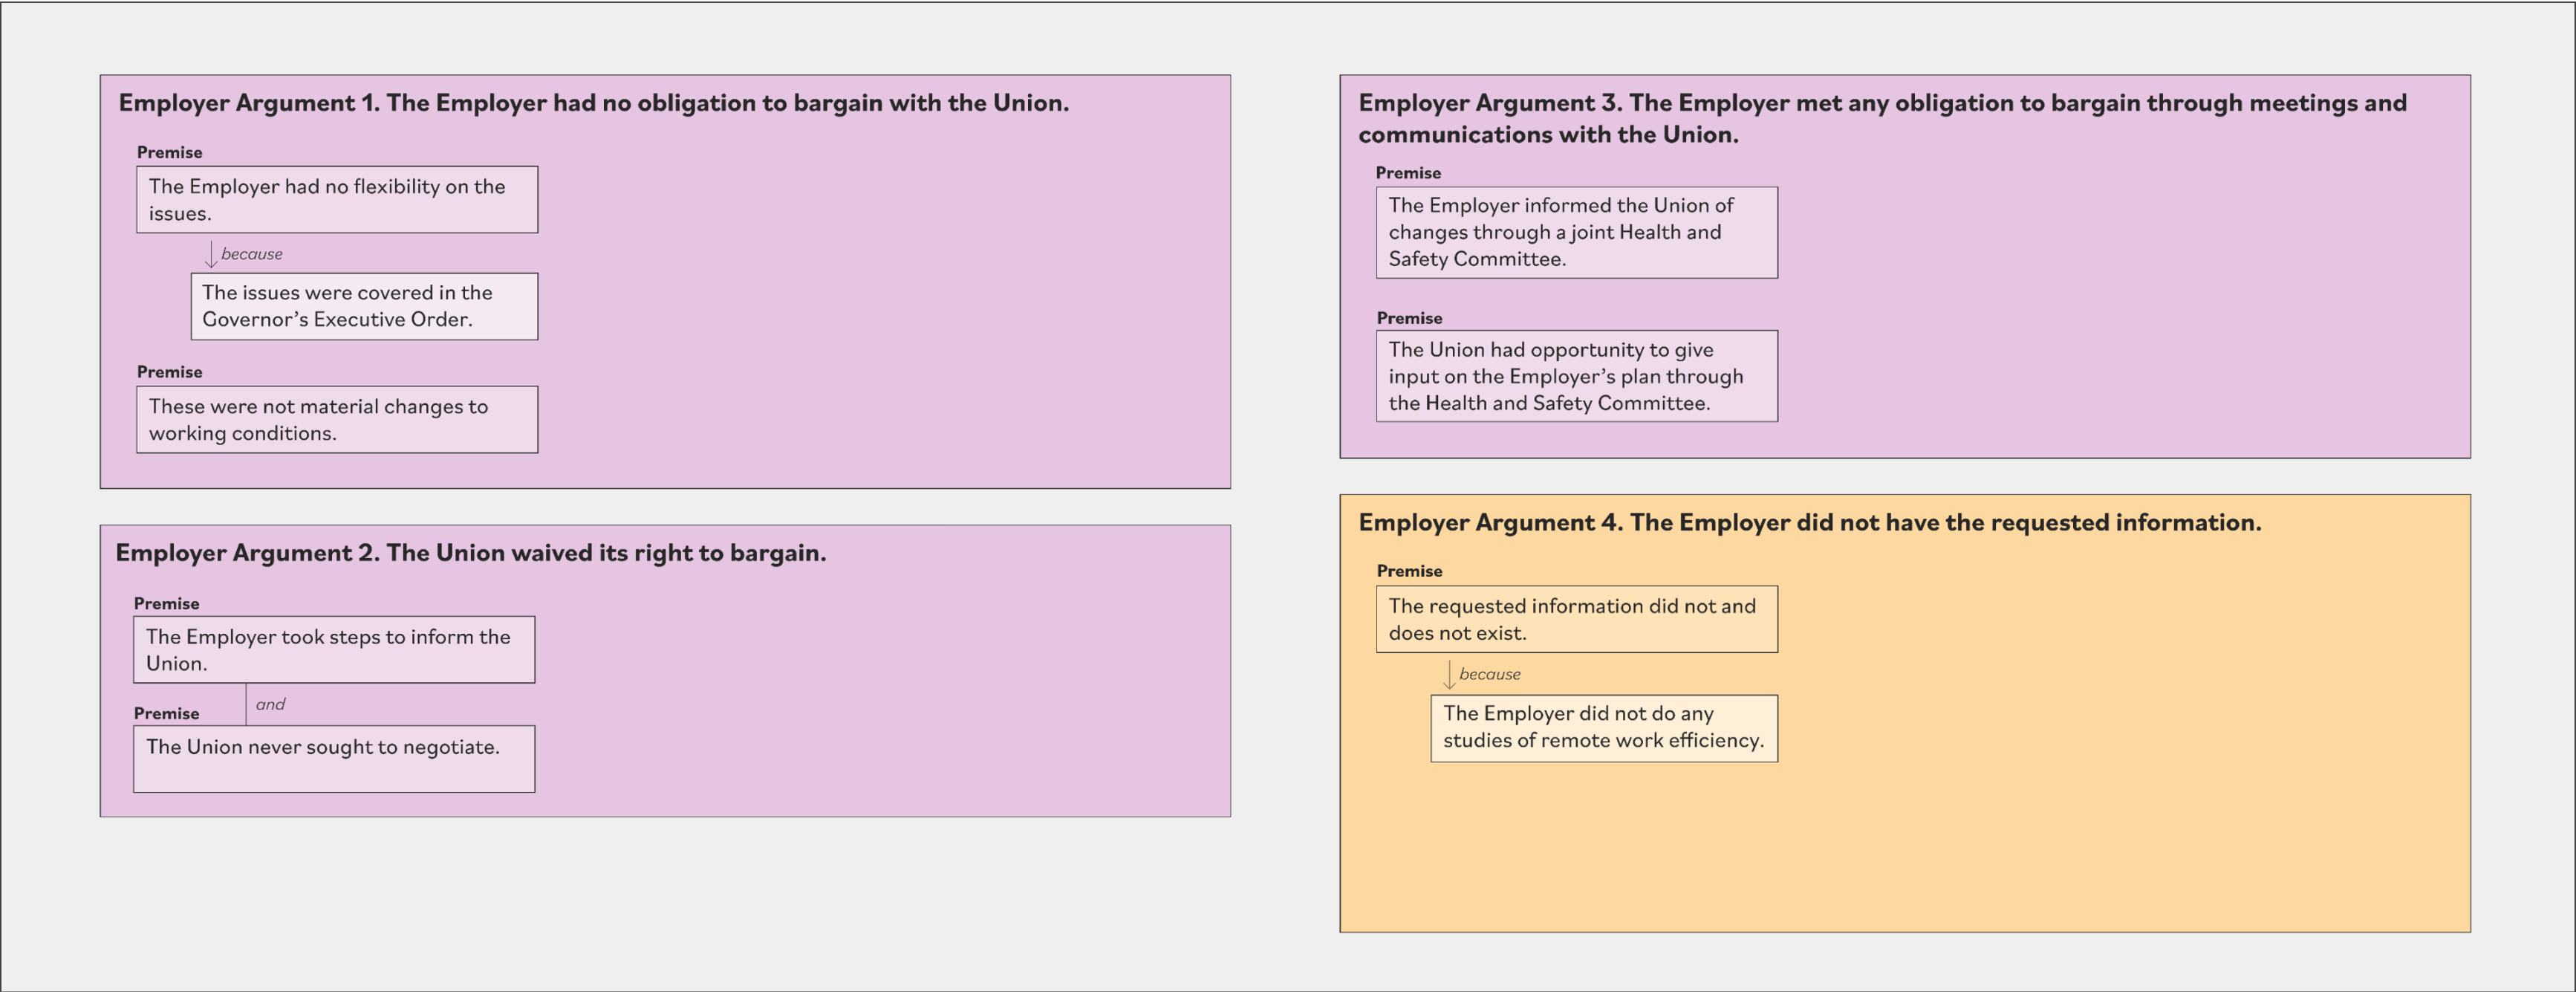 Employer Argument 1. The Employer had no obligation to bargain with the Union.
Premise
The Employer had no flexibility on the
issues.
because
The issues were covered in the
Governor’s Executive Order.
Premise
These were not material changes to
working conditions.
Employer Argument 2. The Union waived its right to bargain.
Premise
The Employer took steps to inform the
Union.
and
Premise
The Union never sought to negotiate.
Employer Argument 3. The Employer met any obligation to bargain through meetings and
communications with the Union.
Premise
The Employer informed the Union of
changes through a joint Health and
Safety Committee.
Premise
The Union had opportunity to give
input on the Employer’s plan through
the Health and Safety Committee.
Employer Argument 4. The Employer did not have the requested information.
Premise
The requested information did not and
does not exist.
because
The Employer did not do any
studies of remote work efficiency.